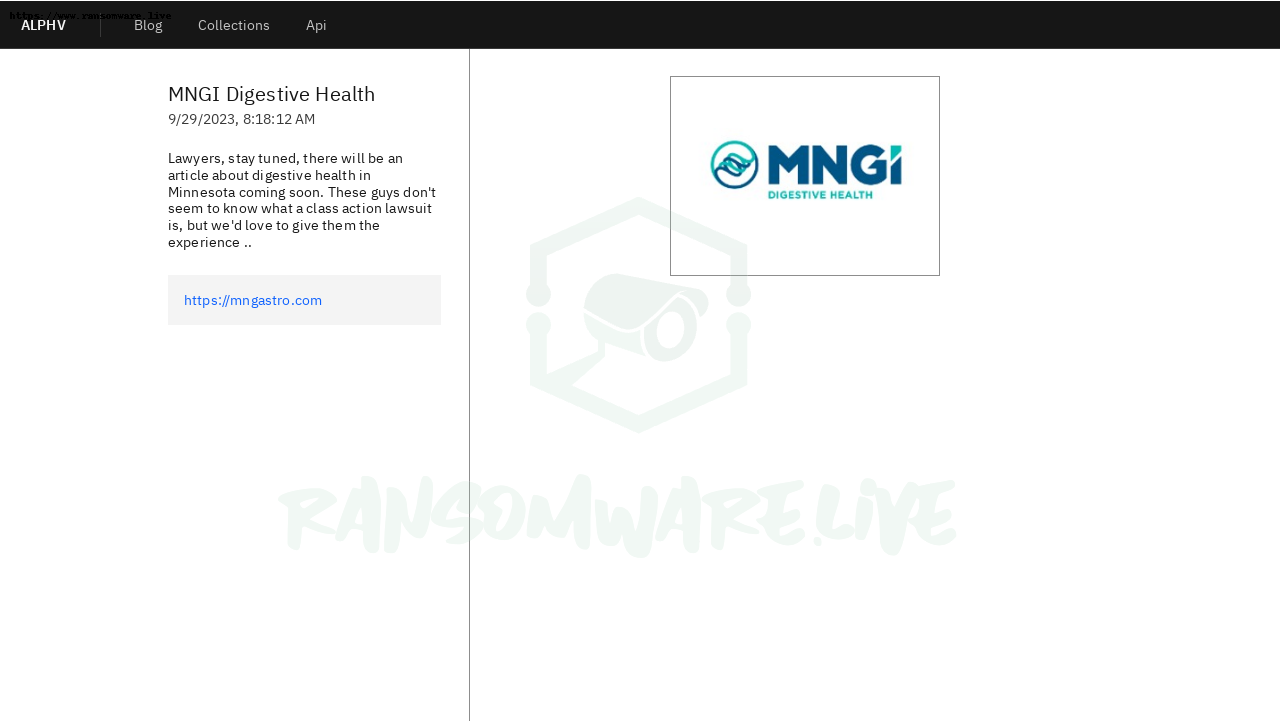 https://www.ransomware.live
ALPHV
Blog
Collections
Api
MNGI Digestive Health
9/29/2023, 8:18:12 AM
Lawyers, stay tuned, there will be an
article about digestive health in
Minnesota coming soon. These guys don't
seem to know what a class action lawsuit
is, but we'd love to give them the
experience ..
https://mngastro.com
MNGI
DIGESTIVE HEALTH
RANSOMWARE.LIVE